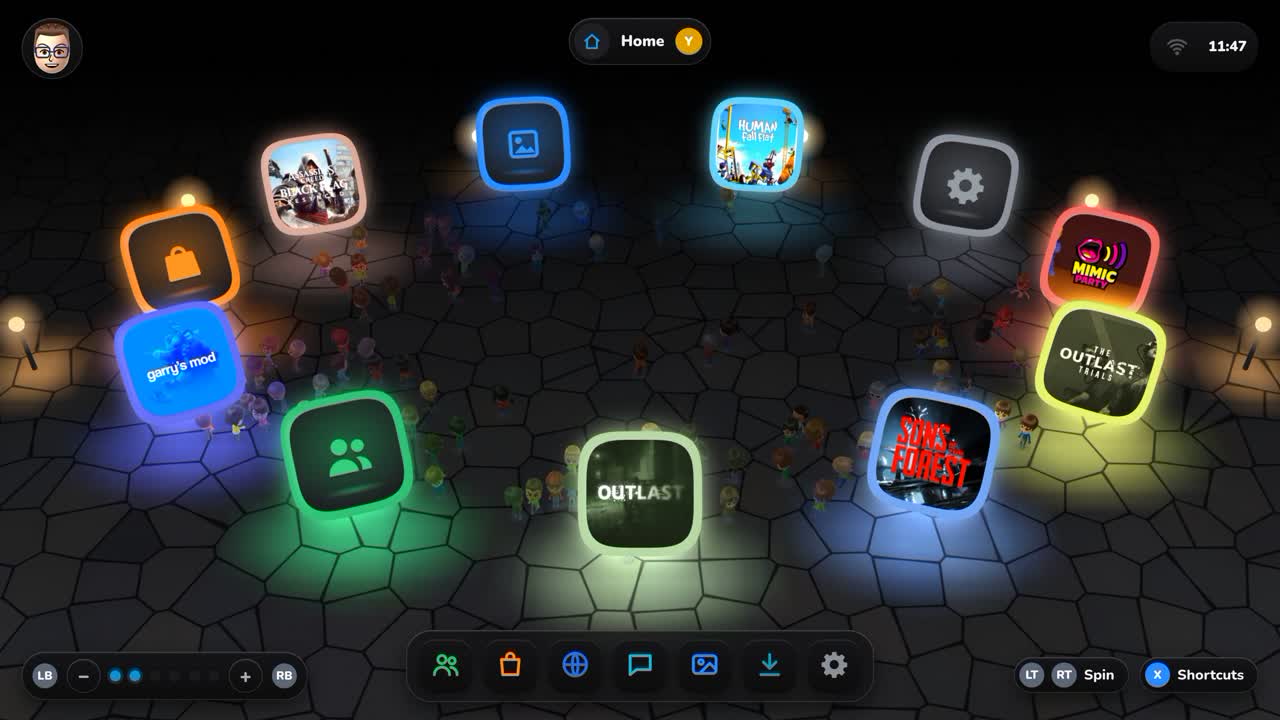 Home Y
11:47
HUMAN
fall flat
ASSASSIN'S
CREED
BLACK FLAG
MIMIC
PARTY
garry's mod
THE
OUTLAST
TRIALS
SONS
OF THE
FOREST
OUTLAST
LB − + RB
LT RT Spin
X Shortcuts